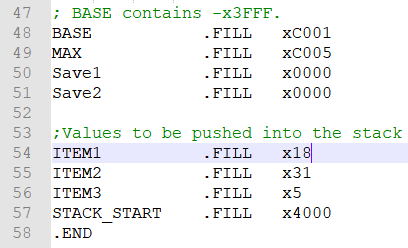 47 ; BASE contains -x3FFF.
48 BASE .FILL xC001
49 MAX .FILL xC005
50 Save1 .FILL x0000
51 Save2 .FILL x0000
52
53 ;Values to be pushed into the stack
54 ITEM1 .FILL x18
55 ITEM2 .FILL x31
56 ITEM3 .FILL x5
57 STACK_START .FILL x4000
58 .END